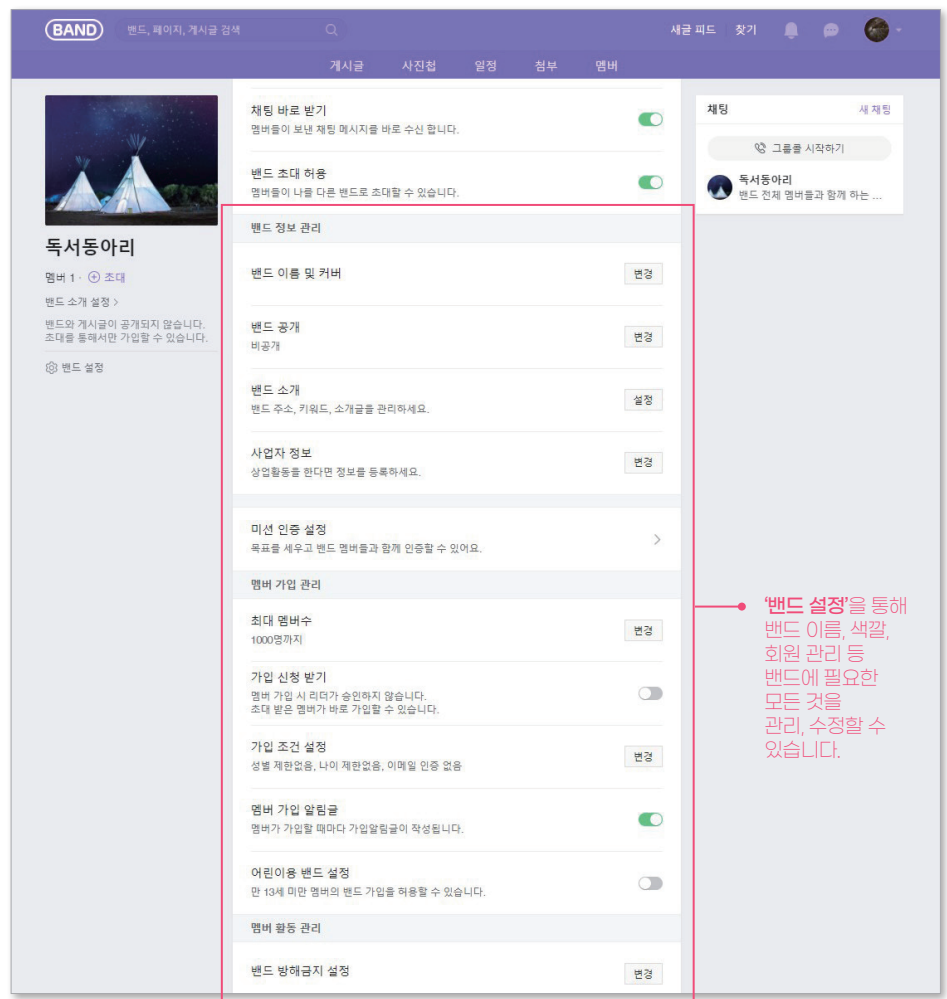 BAND 밴드, 페이지, 게시글 검색 새글 피드 찾기
게시글 사진첩 일정 첨부 멤버
독서동아리
멤버 1 · 초대
밴드 소개 설정 >
밴드와 게시글이 공개되지 않습니다.
초대를 통해서만 가입할 수 있습니다.
밴드 설정
채팅 바로 받기
멤버들이 보낸 채팅 메시지를 바로 수신 합니다.
밴드 초대 허용
멤버들이 나를 다른 밴드로 초대할 수 있습니다.
밴드 정보 관리
밴드 이름 및 커버 변경
밴드 공개
비공개
변경
밴드 소개
밴드 주소, 키워드, 소개글을 관리하세요.
설정
사업자 정보
상업활동을 한다면 정보를 등록하세요.
변경
미션 인증 설정
목표를 세우고 밴드 멤버들과 함께 인증할 수 있어요.
멤버 가입 관리
최대 멤버수
1000명까지
변경
가입 신청 받기
멤버 가입 시 리더가 승인하지 않습니다.
초대 받은 멤버가 바로 가입할 수 있습니다.
가입 조건 설정
성별 제한없음, 나이 제한없음, 이메일 인증 없음
변경
멤버 가입 알림글
멤버가 가입할 때마다 가입알림글이 작성됩니다.
어린이용 밴드 설정
만 13세 미만 멤버의 밴드 가입을 허용할 수 있습니다.
멤버 활동 관리
밴드 방해금지 설정 변경
채팅 새 채팅
그룹콜 시작하기
독서동아리
밴드 전체 멤버들과 함께 하는 ...
'밴드 설정'을 통해
밴드 이름, 색깔,
회원 관리 등
밴드에 필요한
모든 것을
관리, 수정할 수
있습니다.